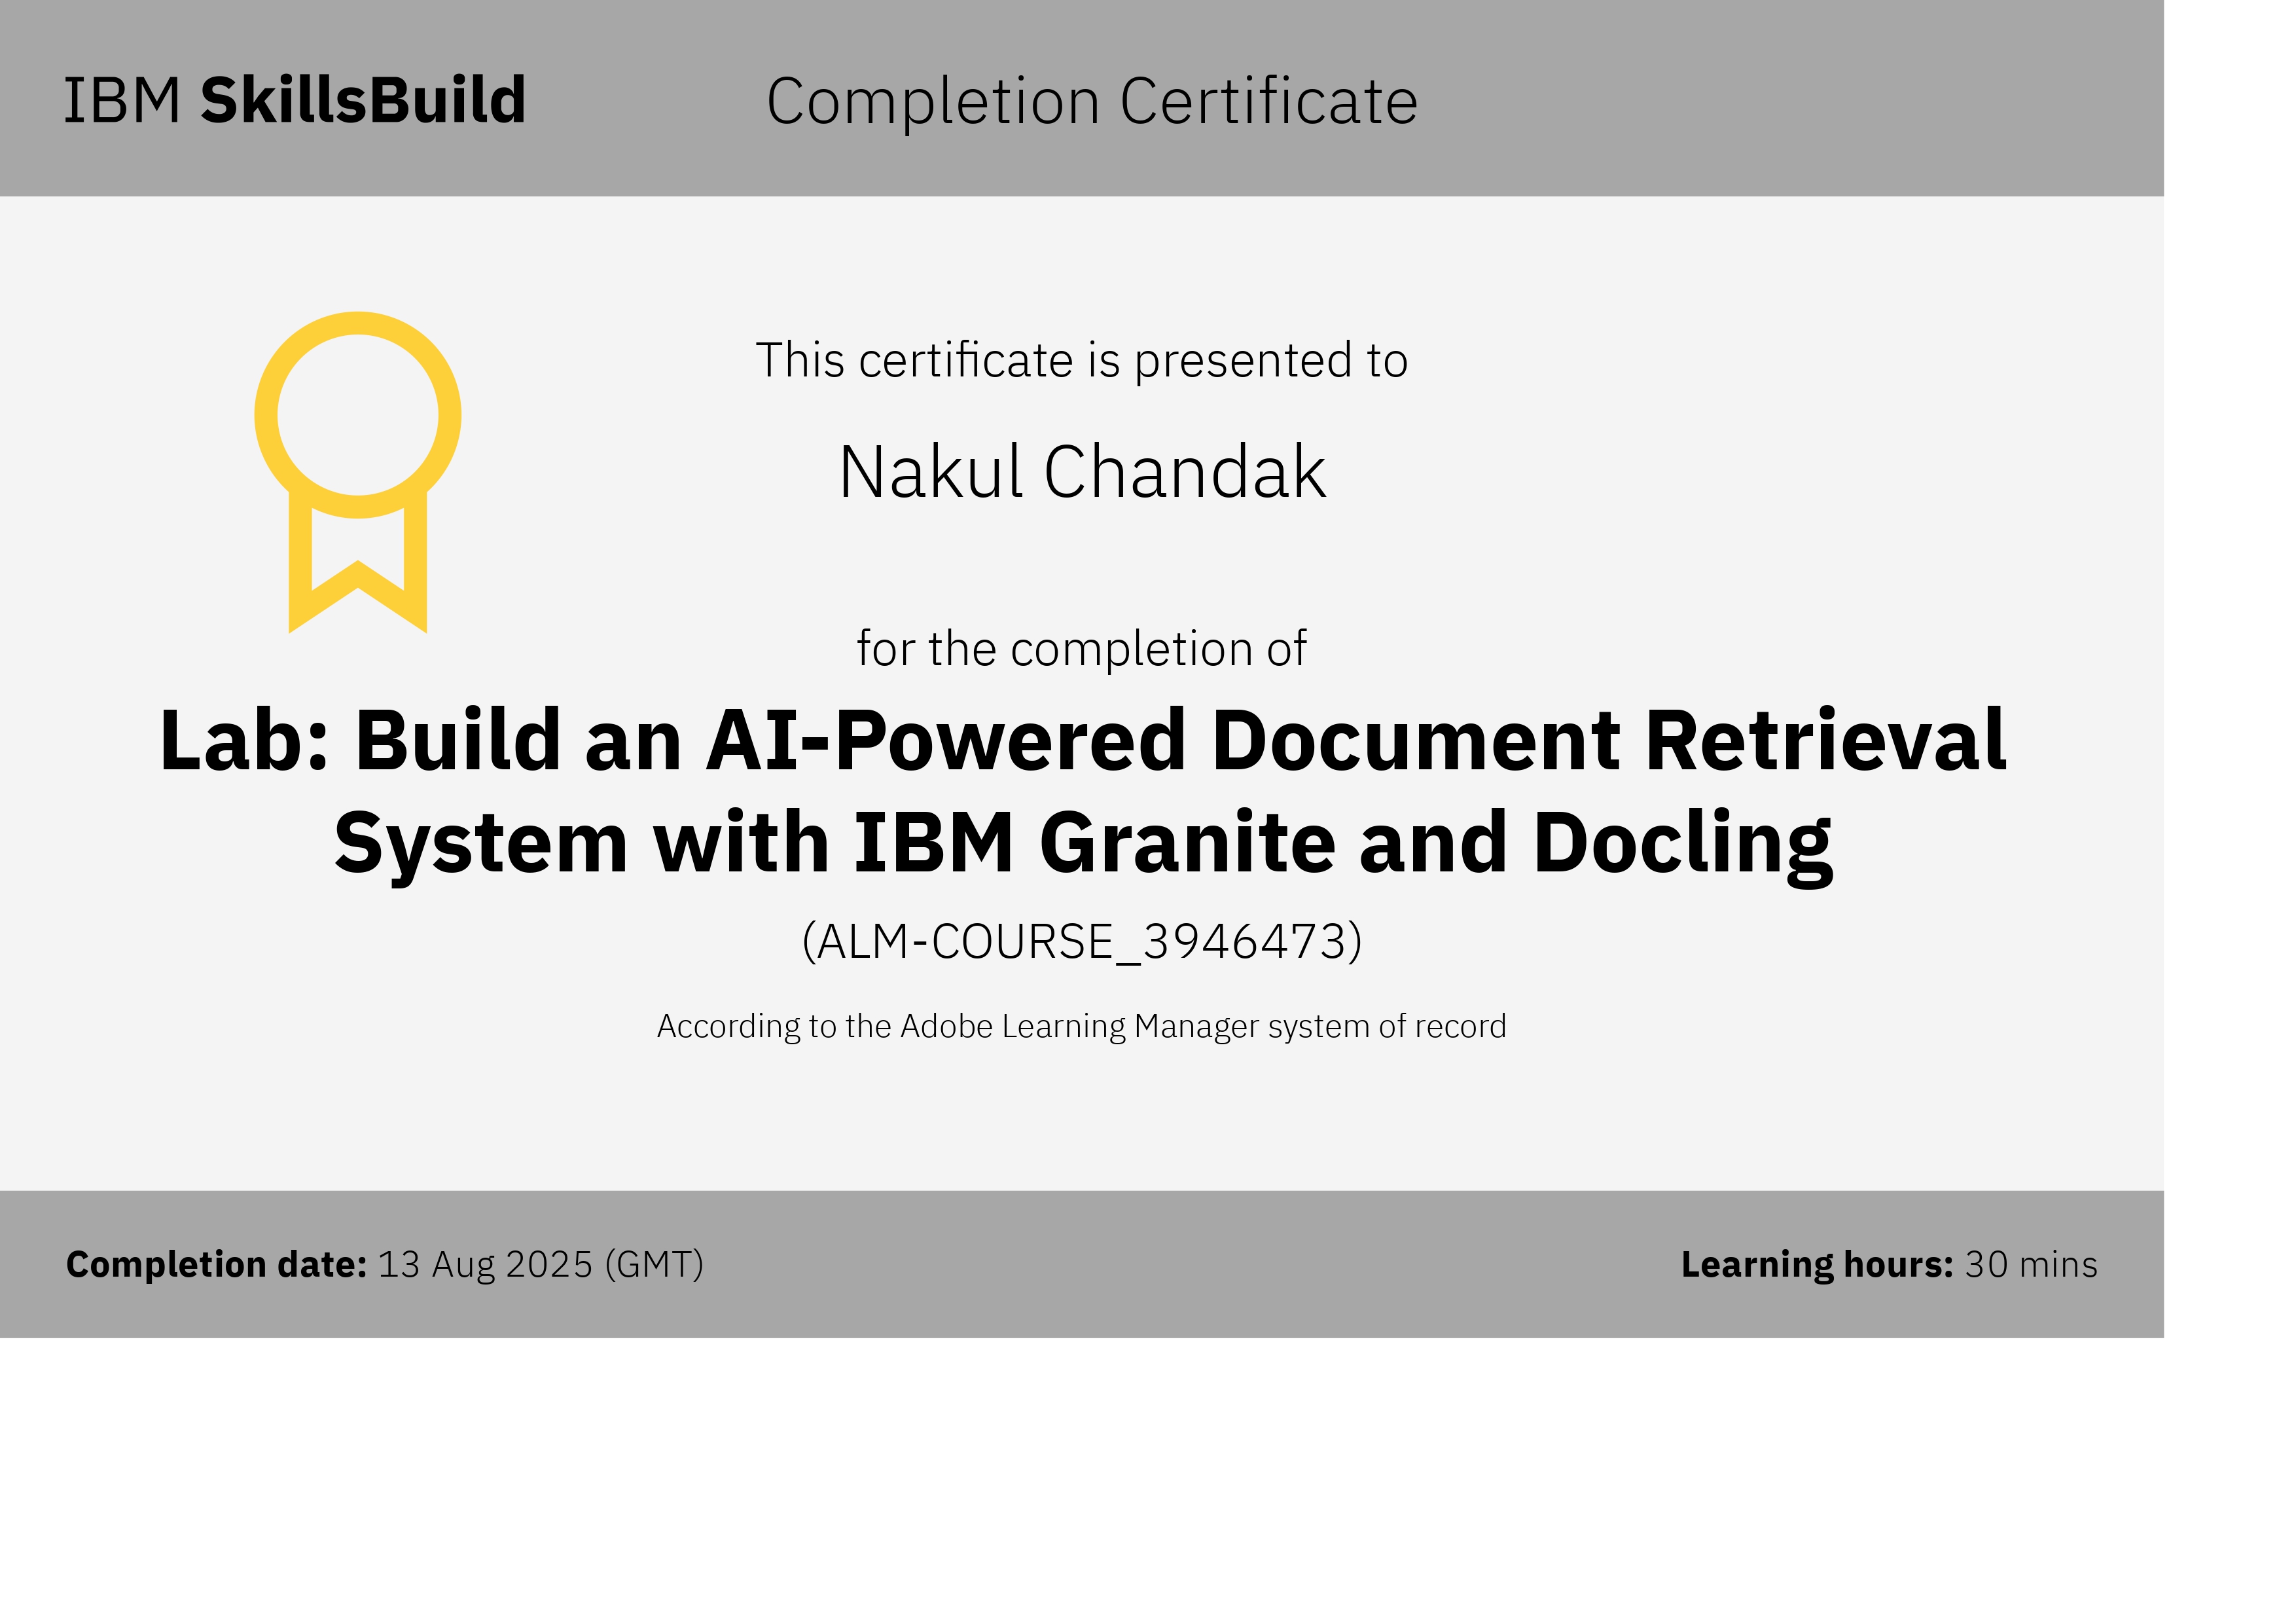 IBM SkillsBuild
Completion Certificate
This certificate is presented to
Nakul Chandak
for the completion of
Lab: Build an AI-Powered Document Retrieval
System with IBM Granite and Docling
(ALM-COURSE_3946473)
According to the Adobe Learning Manager system of record
Completion date: 13 Aug 2025 (GMT)
Learning hours: 30 mins